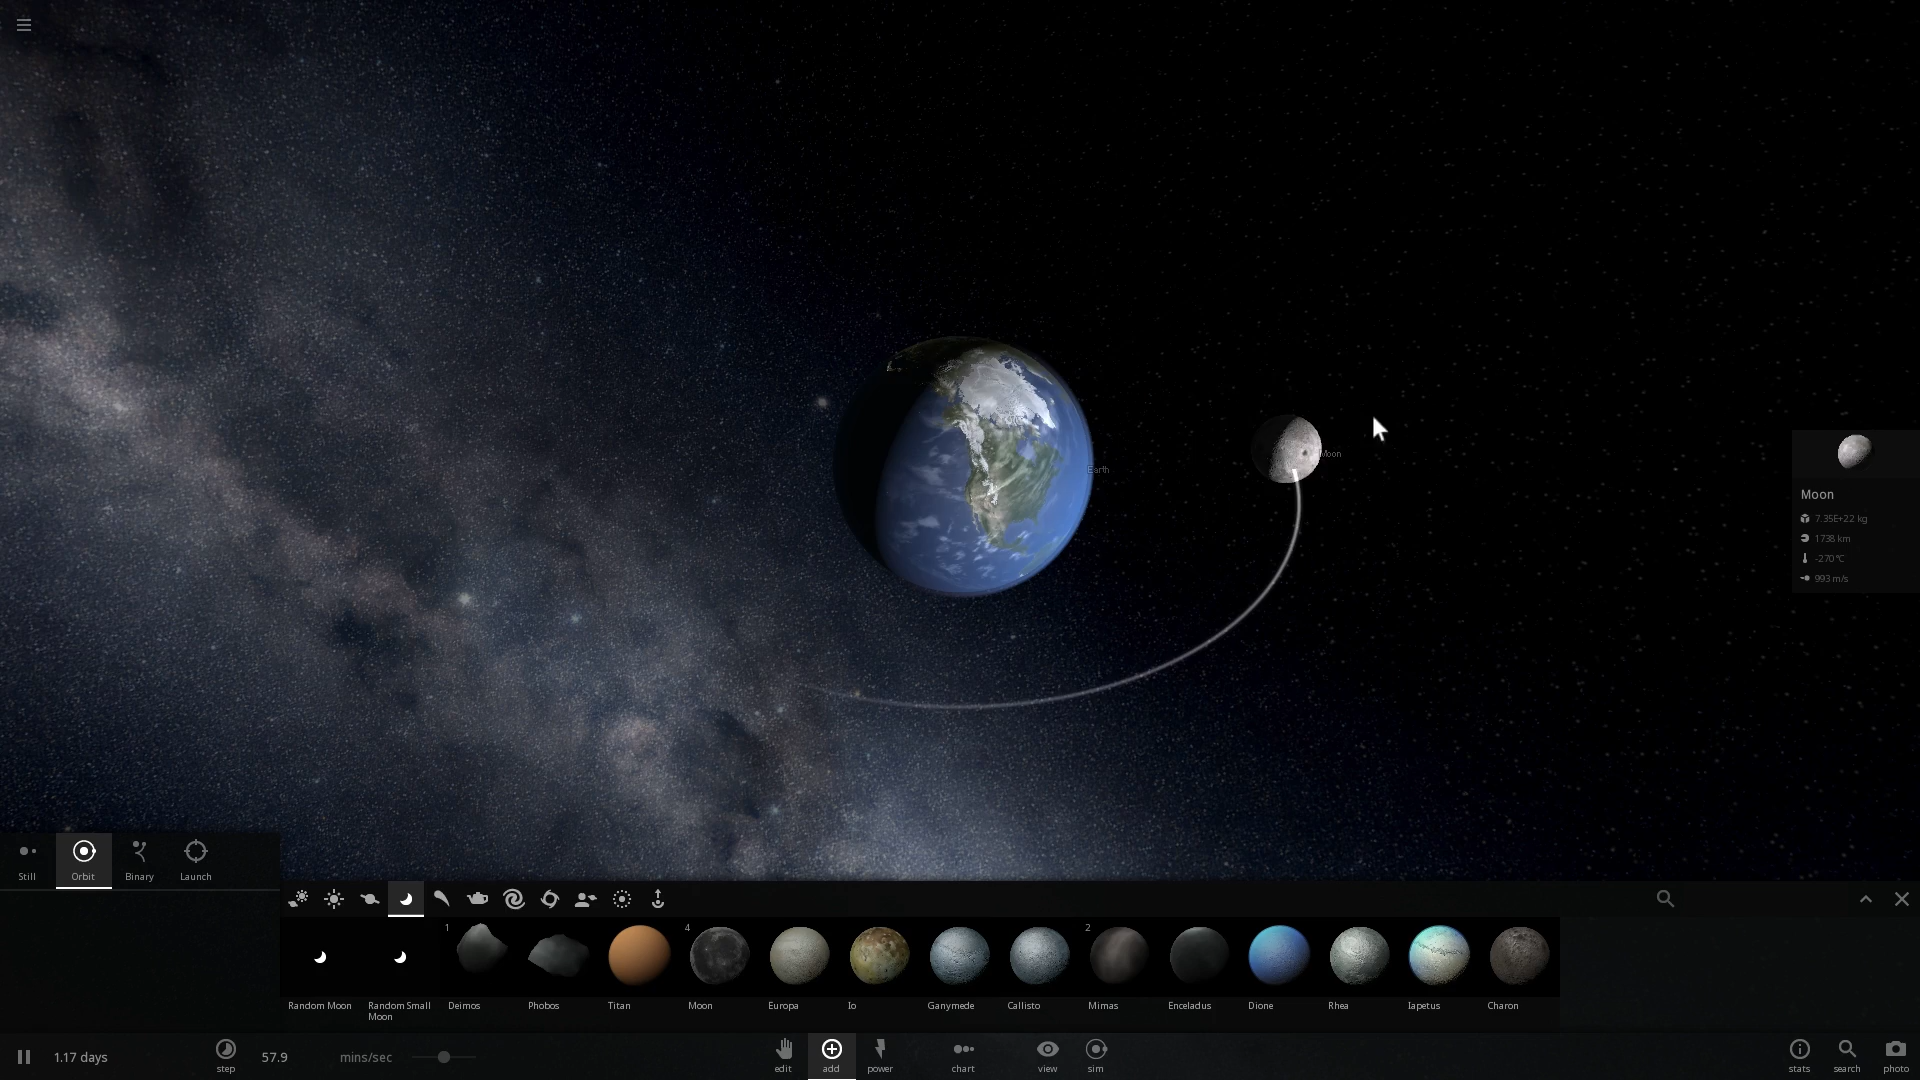 Earth
Moon
Moon
7.35E+22 kg
1738 km
-270 °C
993 m/s
Still
Orbit
Binary
Launch
1
4
2
Random Moon
Random Small
Moon
Deimos
Phobos
Titan
Moon
Europa
Io
Ganymede
Callisto
Mimas
Enceladus
Dione
Rhea
Iapetus
Charon
1.17 days
step
57.9
mins/sec
edit
add
power
chart
view
sim
stats
search
photo